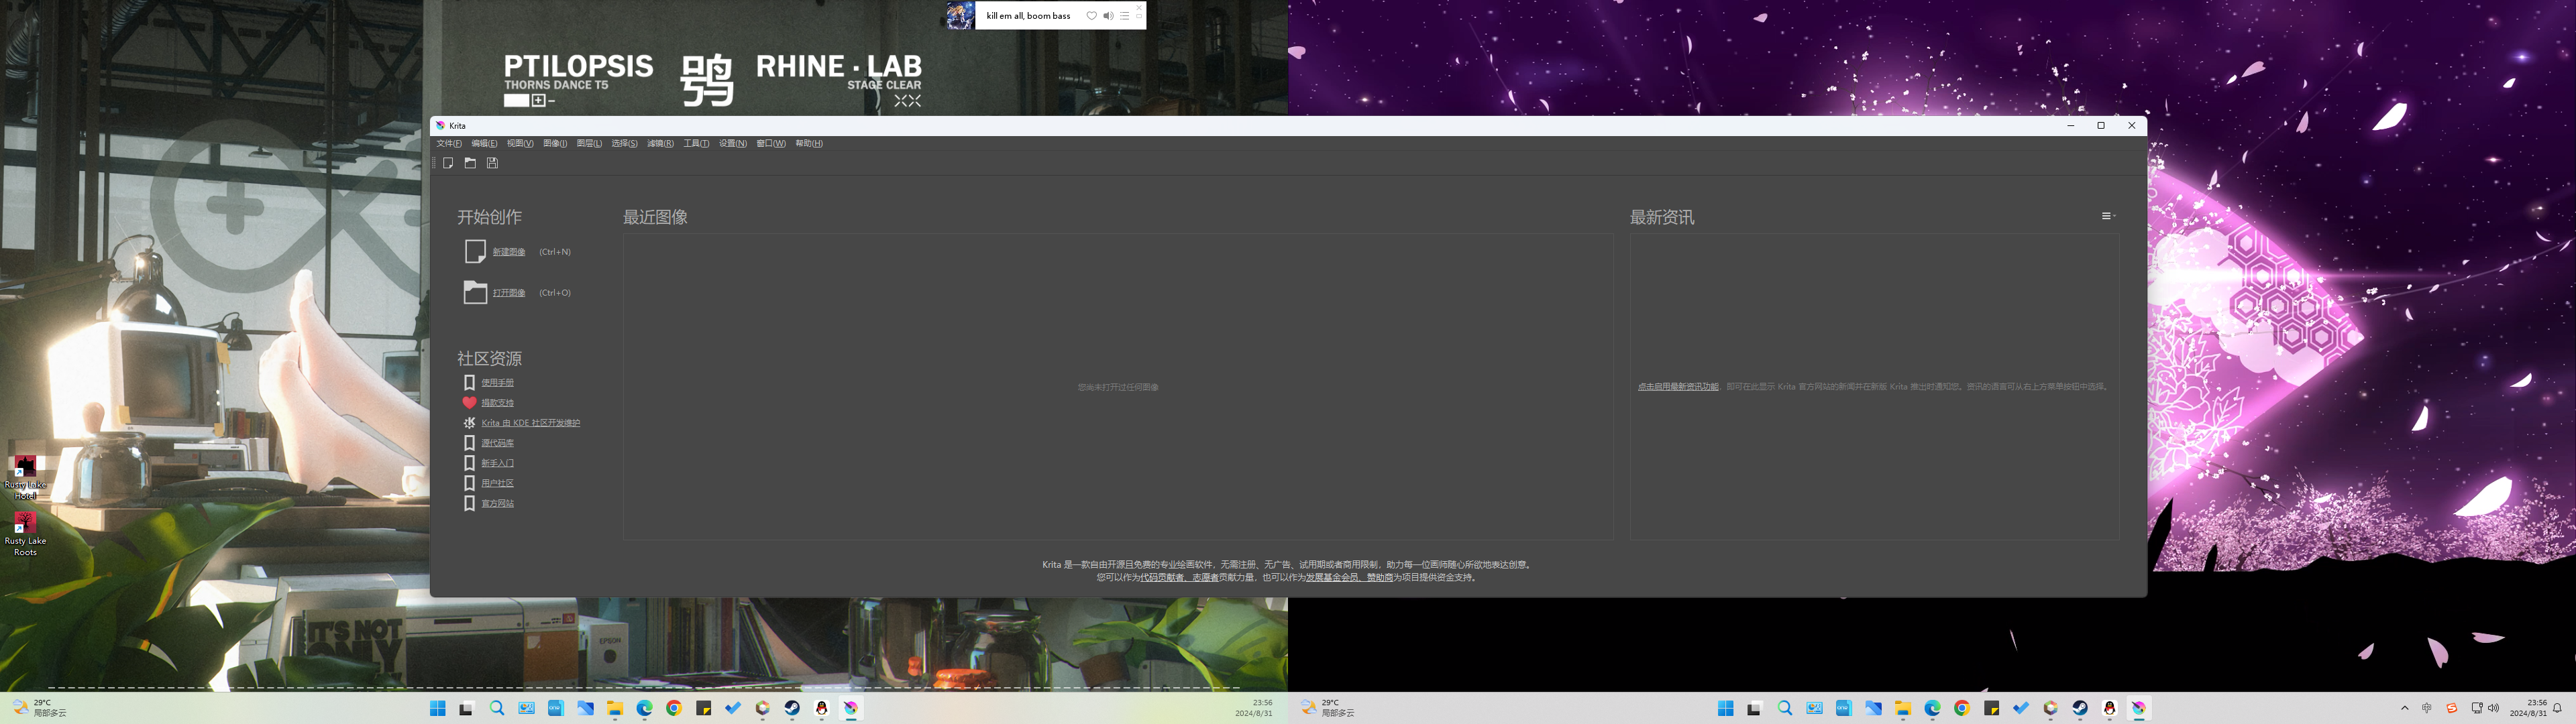 kill em all, boom bass
PTILOPSIS 鸮 RHINE · LAB
THORNS DANCE T5
STAGE CLEAR
Krita
文件(F) 编辑(E) 视图(V) 图像(I) 图层(L) 选择(S) 滤镜(R) 工具(T) 设置(N) 窗口(W) 帮助(H)
开始创作
新建图像 (Ctrl+N)
打开图像 (Ctrl+O)
社区资源
使用手册
捐款支持
Krita 由 KDE 社区开发维护
源代码库
新手入门
用户社区
官方网站
最近图像
您尚未打开过任何图像
最新资讯
点击启用最新资讯功能，即可在此显示 Krita 官方网站的新闻并在新版 Krita 推出时通知您。资讯的语言可从右上方菜单按钮中选择。
Krita 是一款自由开源且免费的专业绘画软件，无需注册、无广告、试用期或者商用限制，助力每一位画师随心所欲地表达创意。
您可以作为代码贡献者、志愿者贡献力量，也可以作为发展基金会员、赞助商为项目提供资金支持。
Rusty Lake
Hotel
Rusty Lake
Roots
IT'S NOT
ONLY
EPSON
29°C
局部多云
23:56
2024/8/31
29°C
局部多云
中
23:56
2024/8/31